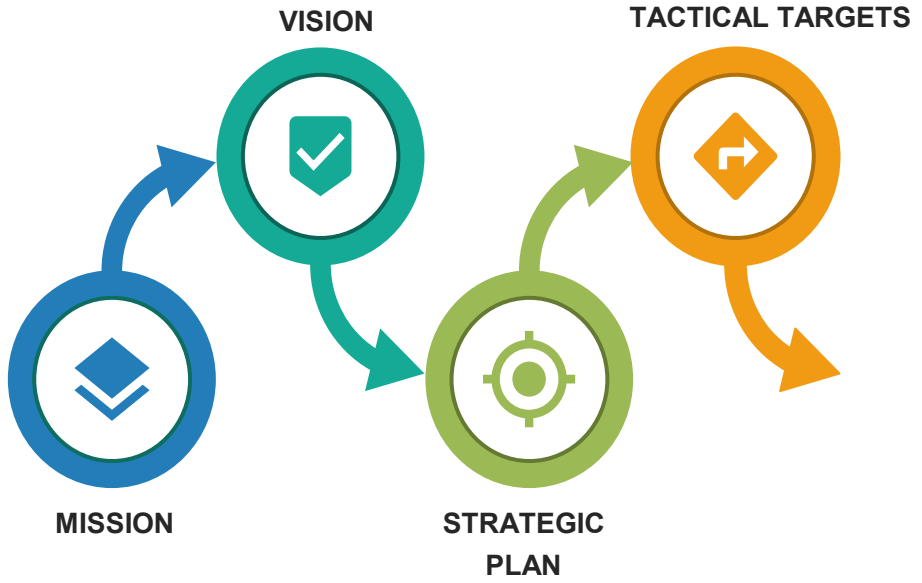 VISION
TACTICAL TARGETS
MISSION
STRATEGIC
PLAN